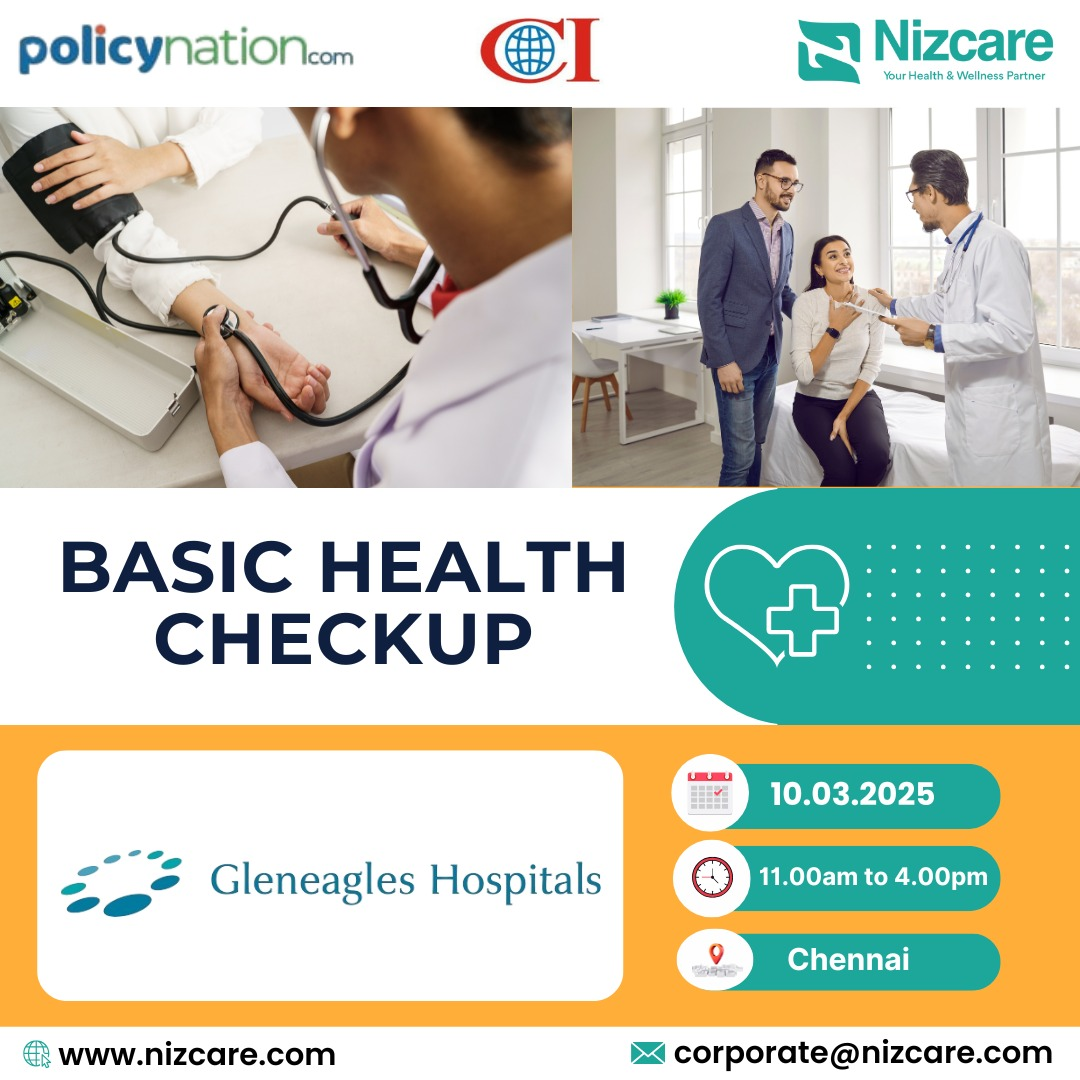 policynation.com
CI
Nizcare
Your Health & Wellness Partner
BASIC HEALTH
CHECKUP
Gleneagles Hospitals
10.03.2025
11.00am to 4.00pm
Chennai
www.nizcare.com
corporate@nizcare.com